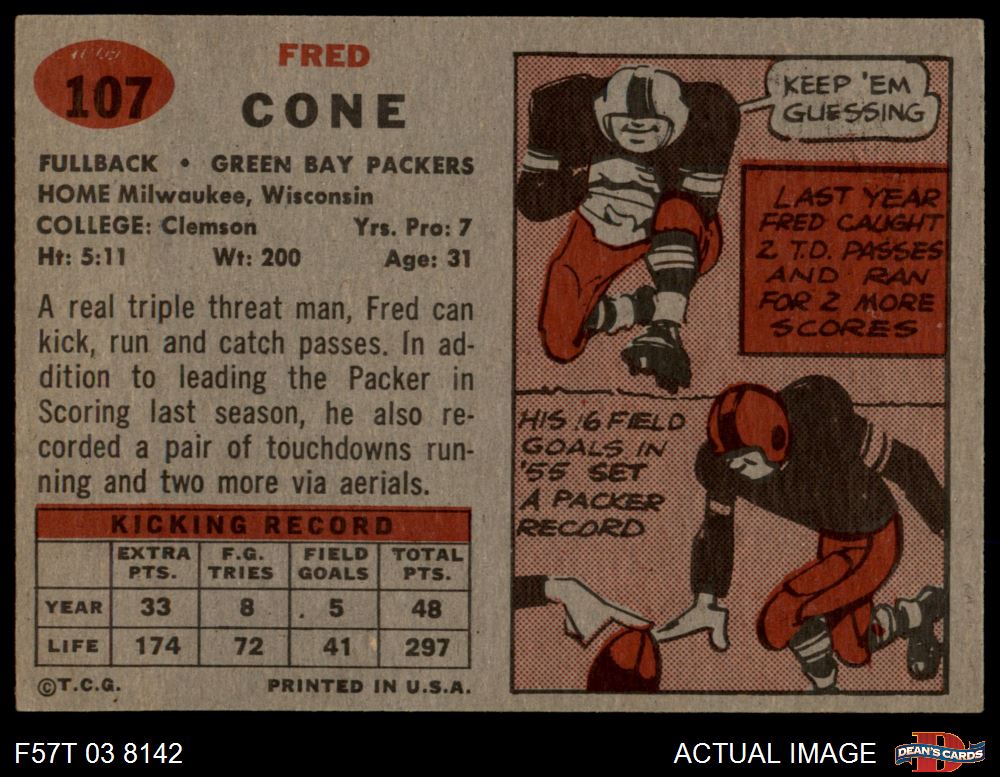 107
FRED
CONE
FULLBACK • GREEN BAY PACKERS
HOME Milwaukee, Wisconsin
COLLEGE: Clemson Yrs. Pro: 7
Ht: 5:11 Wt: 200 Age: 31
A real triple threat man, Fred can
kick, run and catch passes. In ad-
dition to leading the Packer in
Scoring last season, he also re-
corded a pair of touchdowns run-
ning and two more via aerials.
KICKING RECORD
EXTRA PTS. F.G. TRIES FIELD GOALS TOTAL PTS.
YEAR 33 8 5 48
LIFE 174 72 41 297
©T.C.G. PRINTED IN U.S.A.
KEEP 'EM
GUESSING
LAST YEAR
FRED CAUGHT
2 T.D. PASSES
AND RAN
FOR 2 MORE
SCORES
HIS 16 FIELD
GOALS IN
'55 SET
A PACKER
RECORD
F57T 03 8142
ACTUAL IMAGE
D
DEAN'S CARDS